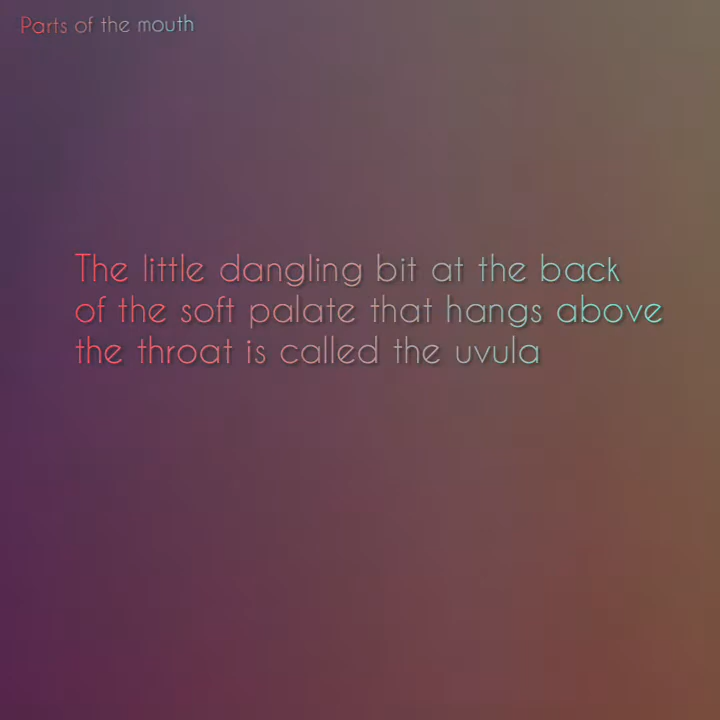 Parts of the mouth
The little dangling bit at the back
of the soft palate that hangs above
the throat is called the uvula